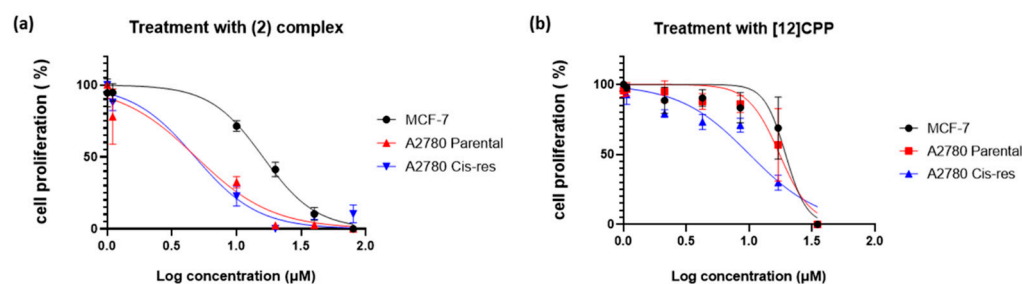 (a)
Treatment with (2) complex
cell proliferation ( %)
100
50
0
0.0 0.5 1.0 1.5 2.0
Log concentration (µM)
MCF-7
A2780 Parental
A2780 Cis-res
(b)
Treatment with [12]CPP
cell proliferation ( %)
100
50
0
0.0 0.5 1.0 1.5 2.0
Log concentration (µM)
MCF-7
A2780 Parental
A2780 Cis-res